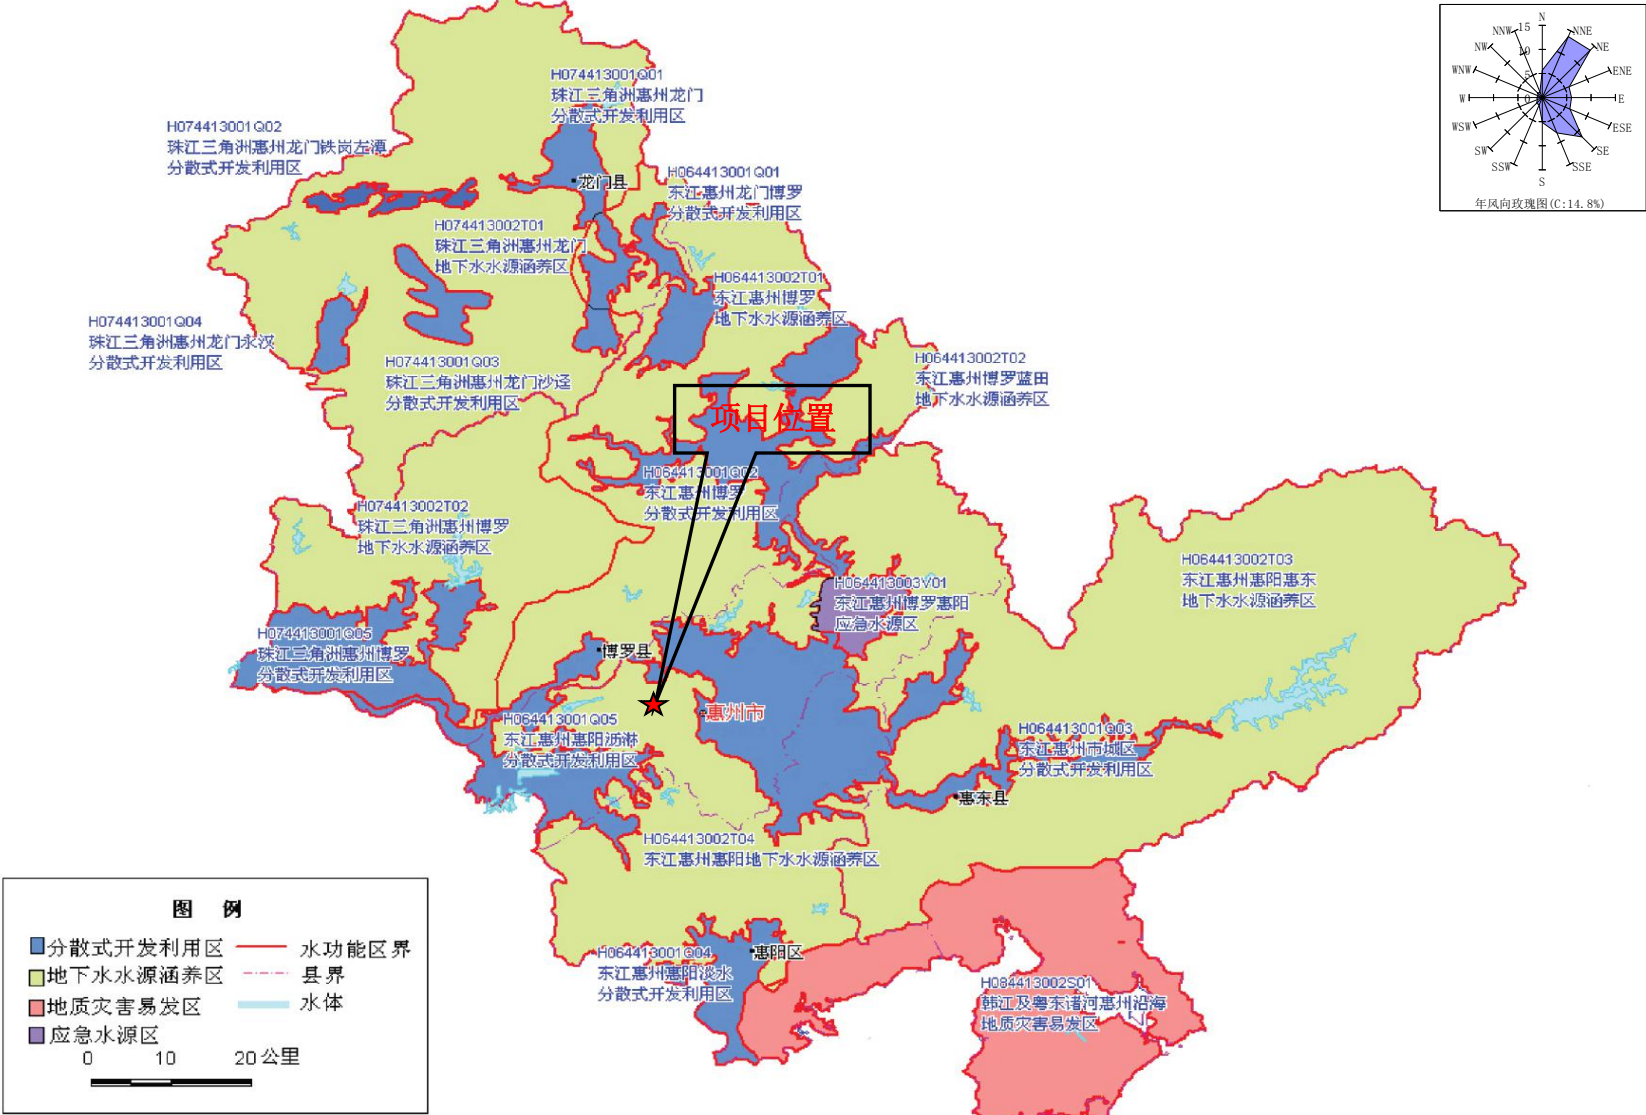 N
NNE
NE
ENE
E
ESE
SE
SSE
S
SSW
SW
WSW
W
WNW
NW
NNW
15
10
5
0
年风向玫瑰图(C:14.8%)
H074413001Q01
珠江三角洲惠州龙门
分散式开发利用区
H074413001Q02
珠江三角洲惠州龙门铁岗左潭
分散式开发利用区
龙门县
H064413001Q01
东江惠州龙门博罗
分散式开发利用区
H074413002T01
珠江三角洲惠州龙门
地下水水源涵养区
H064413002T01
东江惠州博罗
地下水水源涵养区
H074413001Q04
珠江三角洲惠州龙门永汉
分散式开发利用区
H074413001Q03
珠江三角洲惠州龙门沙迳
分散式开发利用区
H064413002T02
东江惠州博罗蓝田
地下水水源涵养区
项目位置
H064413001Q02
东江惠州博罗
分散式开发利用区
H074413002T02
珠江三角洲惠州博罗
地下水水源涵养区
H064413002T03
东江惠州惠阳惠东
地下水水源涵养区
H064413003V01
东江惠州博罗惠阳
应急水源区
H074413001Q05
珠江三角洲惠州博罗
分散式开发利用区
博罗县
惠州市
H064413001Q05
东江惠州惠阳沥淋
分散式开发利用区
H064413001Q03
东江惠州市城区
分散式开发利用区
惠东县
H064413002T04
东江惠州惠阳地下水水源涵养区
H064413001Q04
东江惠州惠阳淡水
分散式开发利用区
惠阳区
H084413002S01
韩江及粤东诸河惠州沿海
地质灾害易发区
图 例
分散式开发利用区
水功能区界
地下水水源涵养区
县界
地质灾害易发区
水体
应急水源区
0 10 20公里